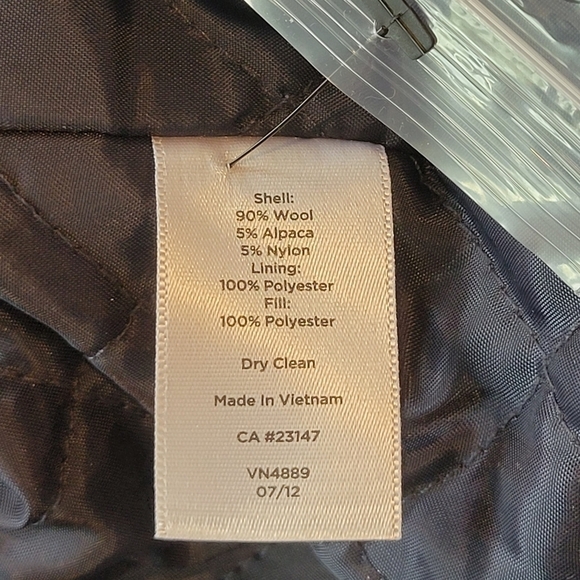 Shell:
90% Wool
5% Alpaca
5% Nylon
Lining:
100% Polyester
Fill:
100% Polyester
Dry Clean
Made In Vietnam
CA #23147
VN4889
07/12